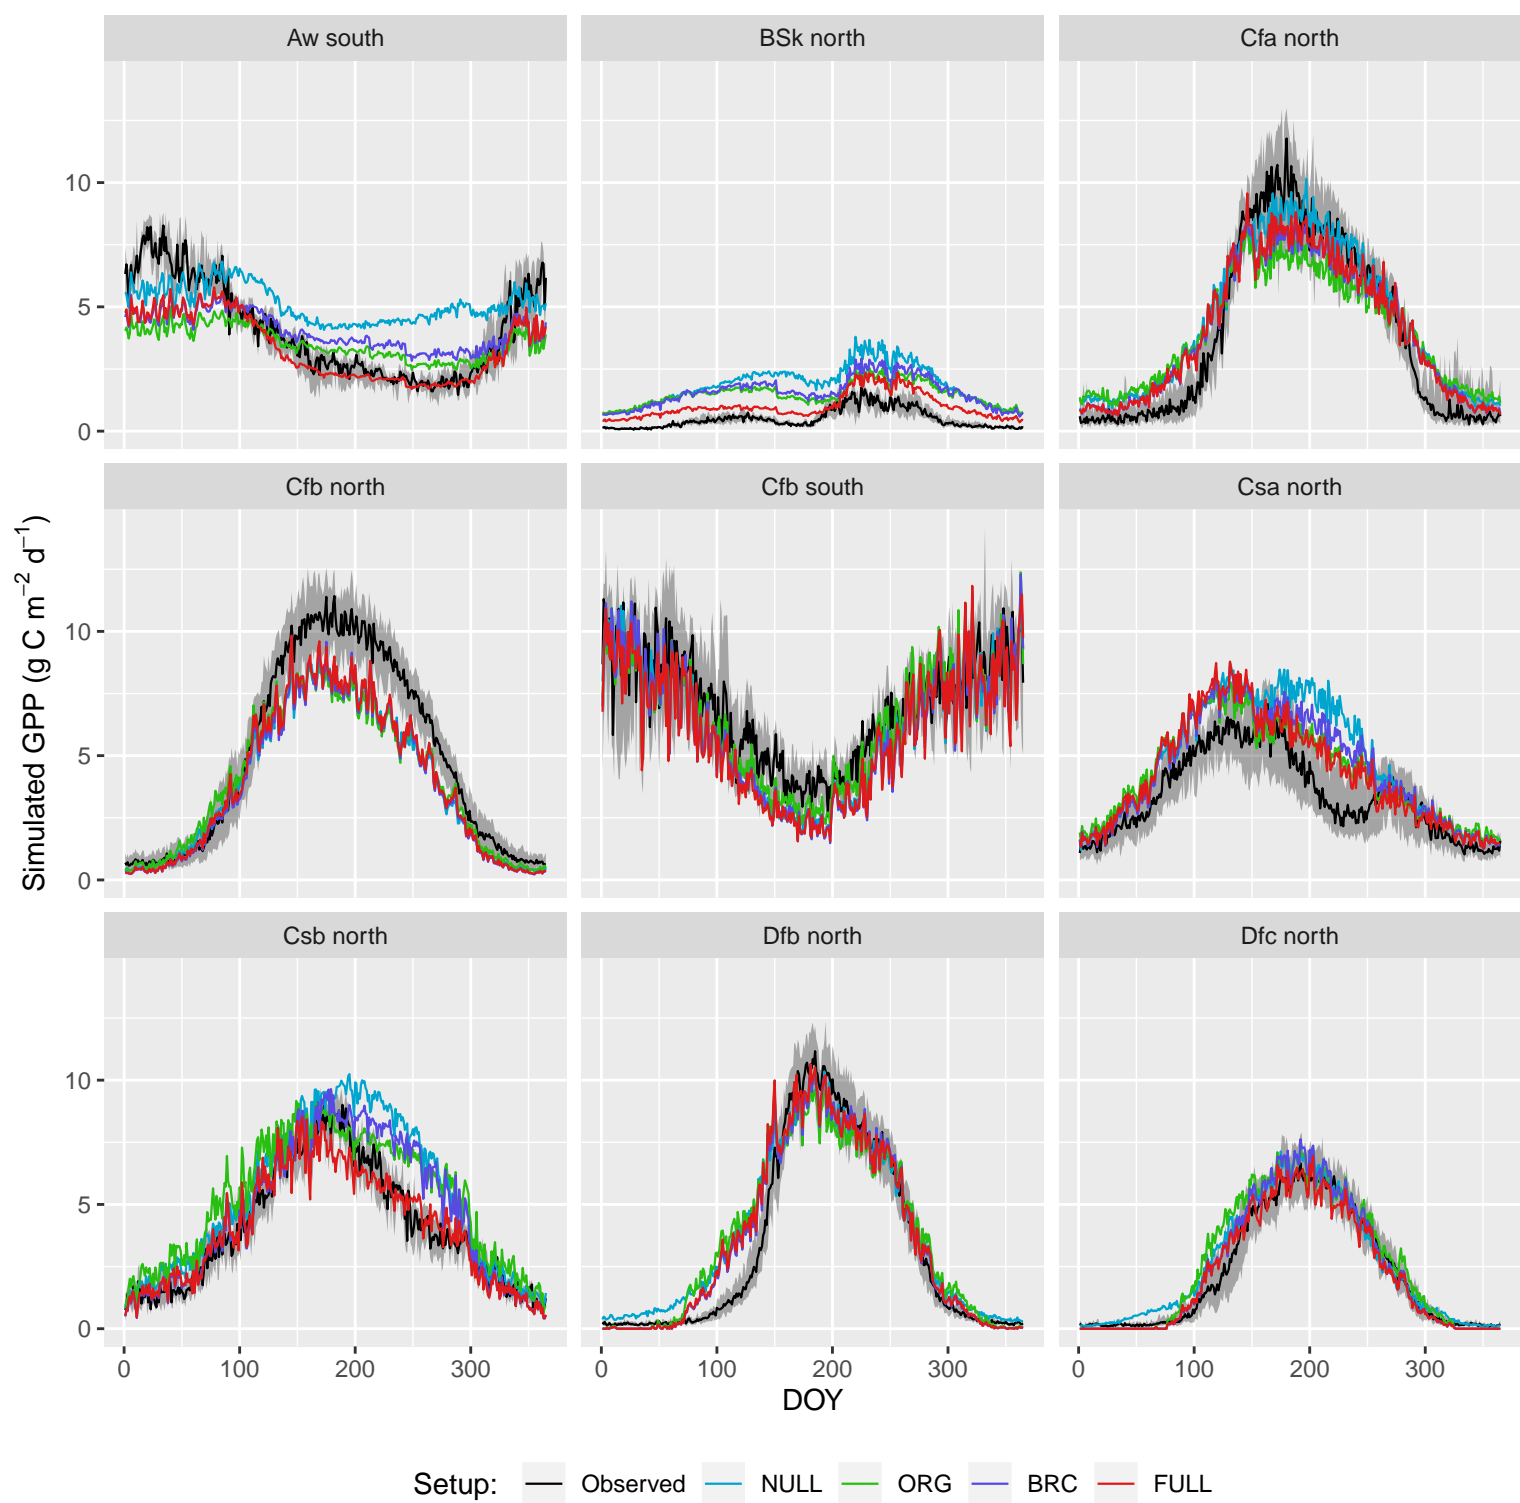 Aw south
BSk north
Cfa north
10
5
0
Cfb north
Cfb south
Csa north
10
5
0
Simulated GPP (g C m⁻² d⁻¹)
Csb north
Dfb north
Dfc north
10
5
0
0 100 200 300
0 100 200 300
0 100 200 300
DOY
Setup: Observed NULL ORG BRC FULL